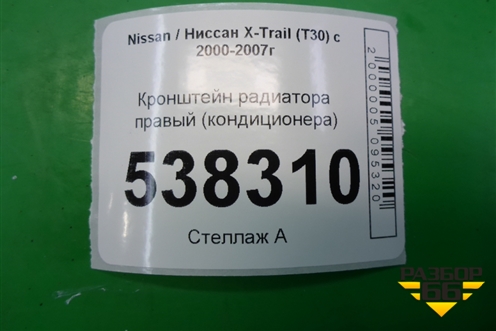 Nissan / Ниссан X-Trail (T30) с
2000-2007г
Кронштейн радиатора
правый (кондиционера)
538310
Стеллаж А
2000005095320
РАЗБОР
66